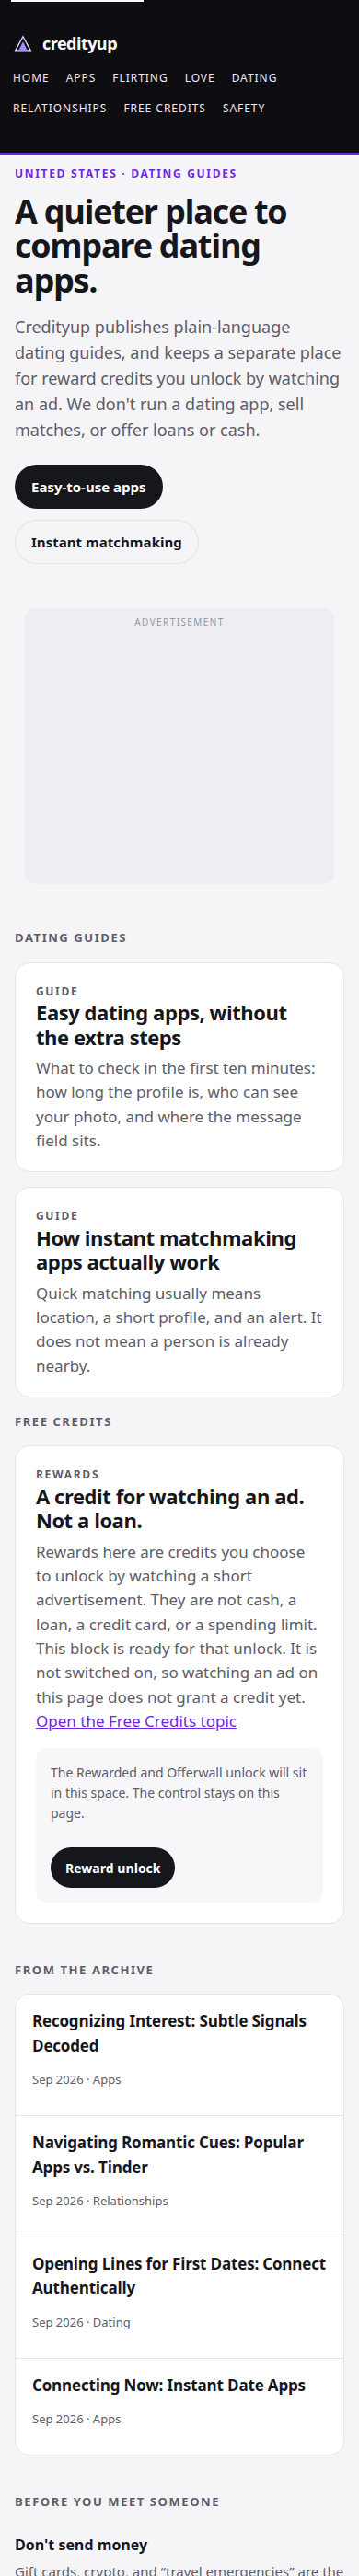 credityup
HOME APPS FLIRTING LOVE DATING
RELATIONSHIPS FREE CREDITS SAFETY
UNITED STATES · DATING GUIDES
A quieter place to
compare dating
apps.
Credityup publishes plain-language
dating guides, and keeps a separate place
for reward credits you unlock by watching
an ad. We don't run a dating app, sell
matches, or offer loans or cash.
Easy-to-use apps
Instant matchmaking
ADVERTISEMENT
DATING GUIDES
GUIDE
Easy dating apps, without
the extra steps
What to check in the first ten minutes:
how long the profile is, who can see
your photo, and where the message
field sits.
GUIDE
How instant matchmaking
apps actually work
Quick matching usually means
location, a short profile, and an alert. It
does not mean a person is already
nearby.
FREE CREDITS
REWARDS
A credit for watching an ad.
Not a loan.
Rewards here are credits you choose
to unlock by watching a short
advertisement. They are not cash, a
loan, a credit card, or a spending limit.
This block is ready for that unlock. It is
not switched on, so watching an ad on
this page does not grant a credit yet.
Open the Free Credits topic
The Rewarded and Offerwall unlock will sit
in this space. The control stays on this
page.
Reward unlock
FROM THE ARCHIVE
Recognizing Interest: Subtle Signals
Decoded
Sep 2026 · Apps
Navigating Romantic Cues: Popular
Apps vs. Tinder
Sep 2026 · Relationships
Opening Lines for First Dates: Connect
Authentically
Sep 2026 · Dating
Connecting Now: Instant Date Apps
Sep 2026 · Apps
BEFORE YOU MEET SOMEONE
Don't send money
Gift cards, crypto, and “travel emergencies” are the